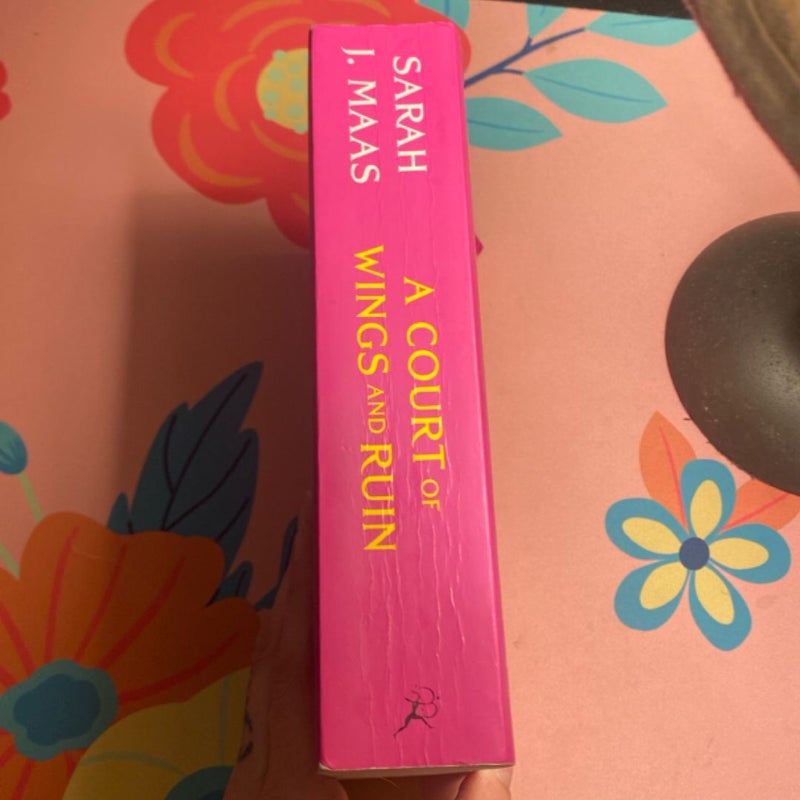 SARAH
J. MAAS
A COURT OF
WINGS AND RUIN